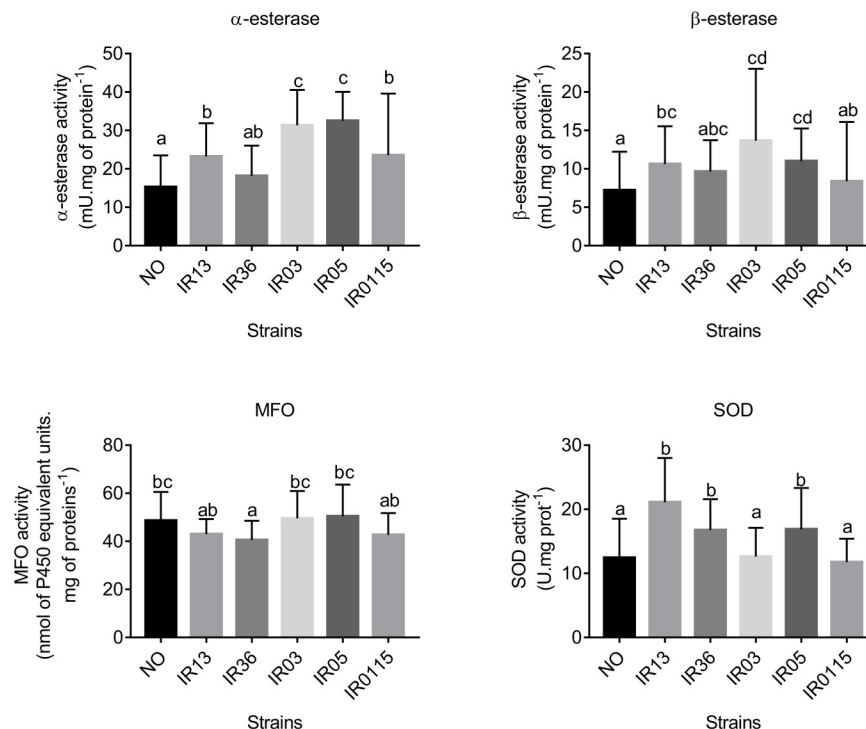 α-esterase
α-esterase activity
(mU.mg of protein⁻¹)
50
40
30
20
10
0
a
b
ab
c
c
b
NO
IR13
IR36
IR03
IR05
IR0115
Strains
β-esterase
β-esterase activity
(mU.mg of protein⁻¹)
25
20
15
10
5
0
a
bc
abc
cd
cd
ab
NO
IR13
IR36
IR03
IR05
IR0115
Strains
MFO
MFO activity
(nmol of P450 equivalent units.
mg of proteins⁻¹)
80
60
40
20
0
bc
ab
a
bc
bc
ab
NO
IR13
IR36
IR03
IR05
IR0115
Strains
SOD
SOD activity
(U.mg prot⁻¹)
30
20
10
0
a
b
b
a
b
a
NO
IR13
IR36
IR03
IR05
IR0115
Strains